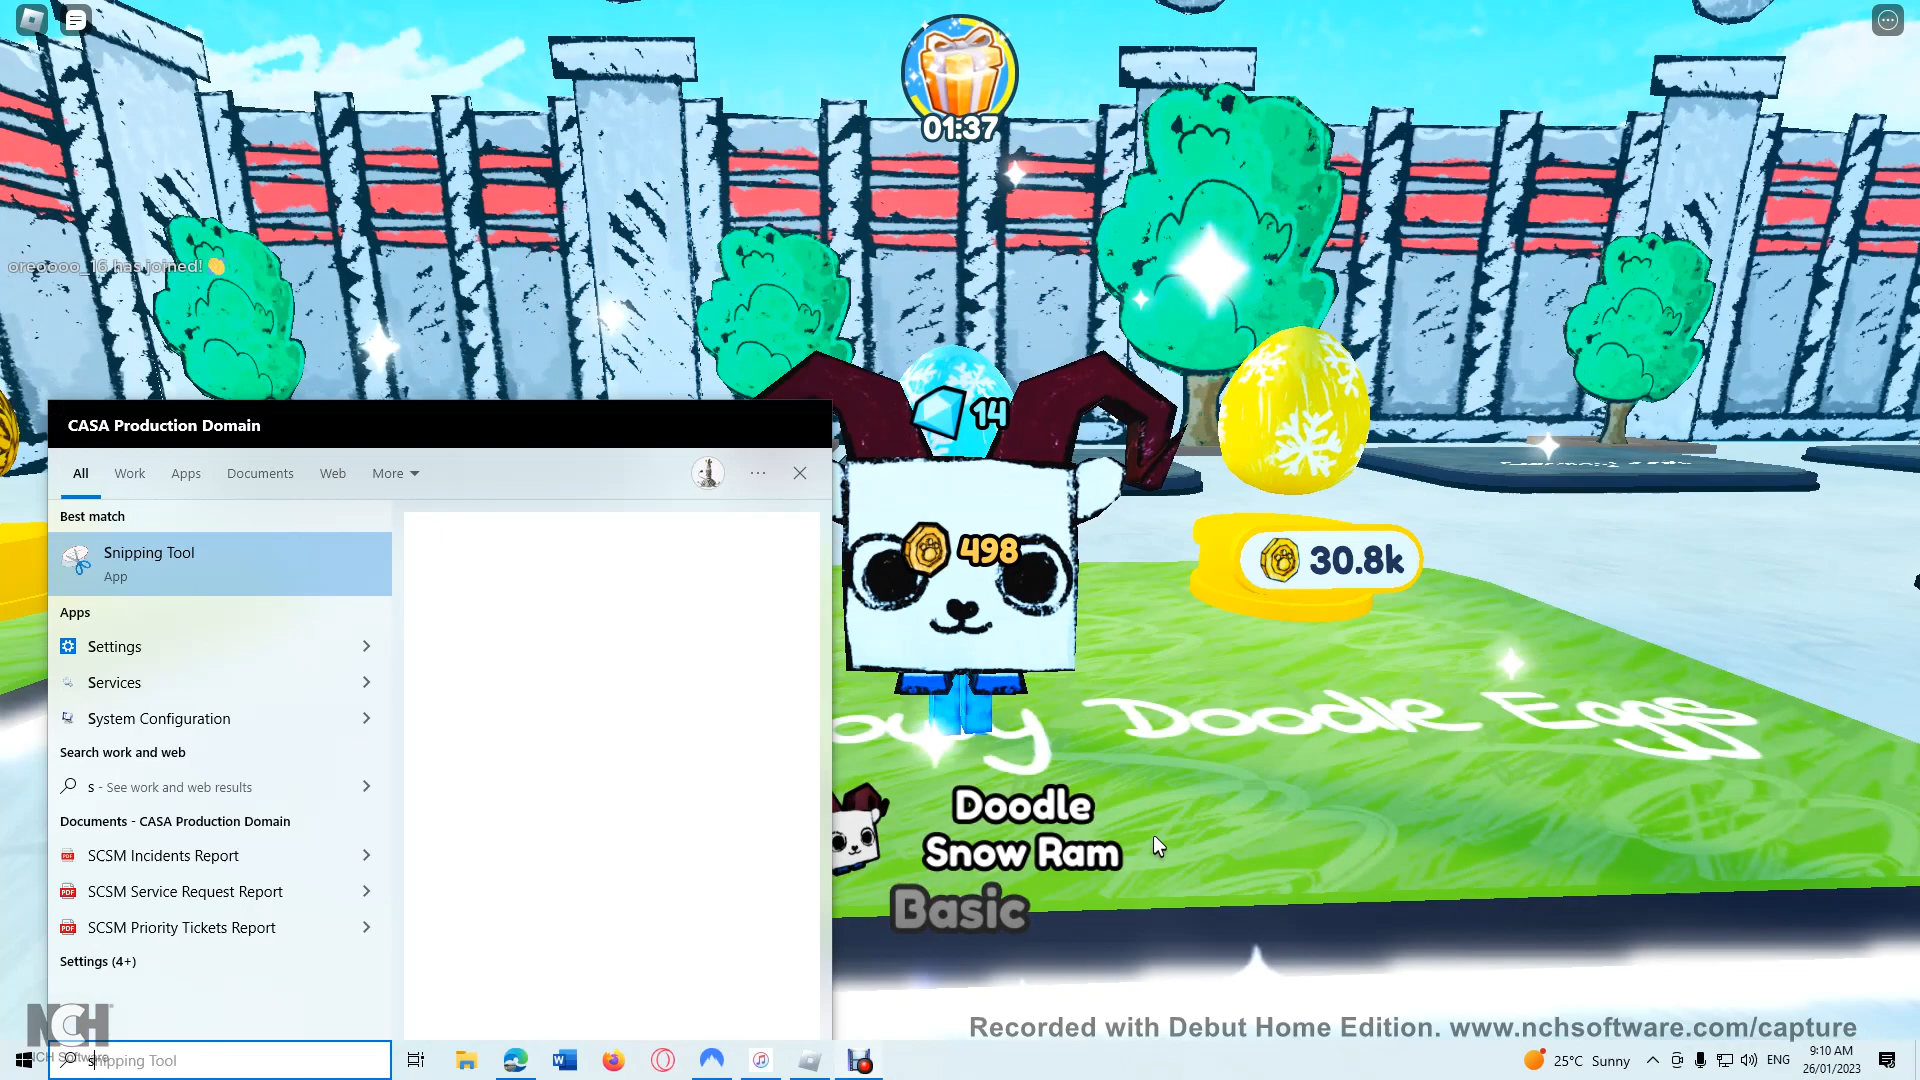 01:37
oreoooo_16 has joined!
14
498
30.8k
Doodle Eggs
Doodle
Snow Ram
Basic
CASA Production Domain
All Work Apps Documents Web More
Best match
Snipping Tool
App
Apps
Settings
Services
System Configuration
Search work and web
s - See work and web results
Documents - CASA Production Domain
SCSM Incidents Report
SCSM Service Request Report
SCSM Priority Tickets Report
Settings (4+)
NCH
NCH Software
snipping Tool
Recorded with Debut Home Edition. www.nchsoftware.com/capture
25°C Sunny
ENG
9:10 AM
26/01/2023